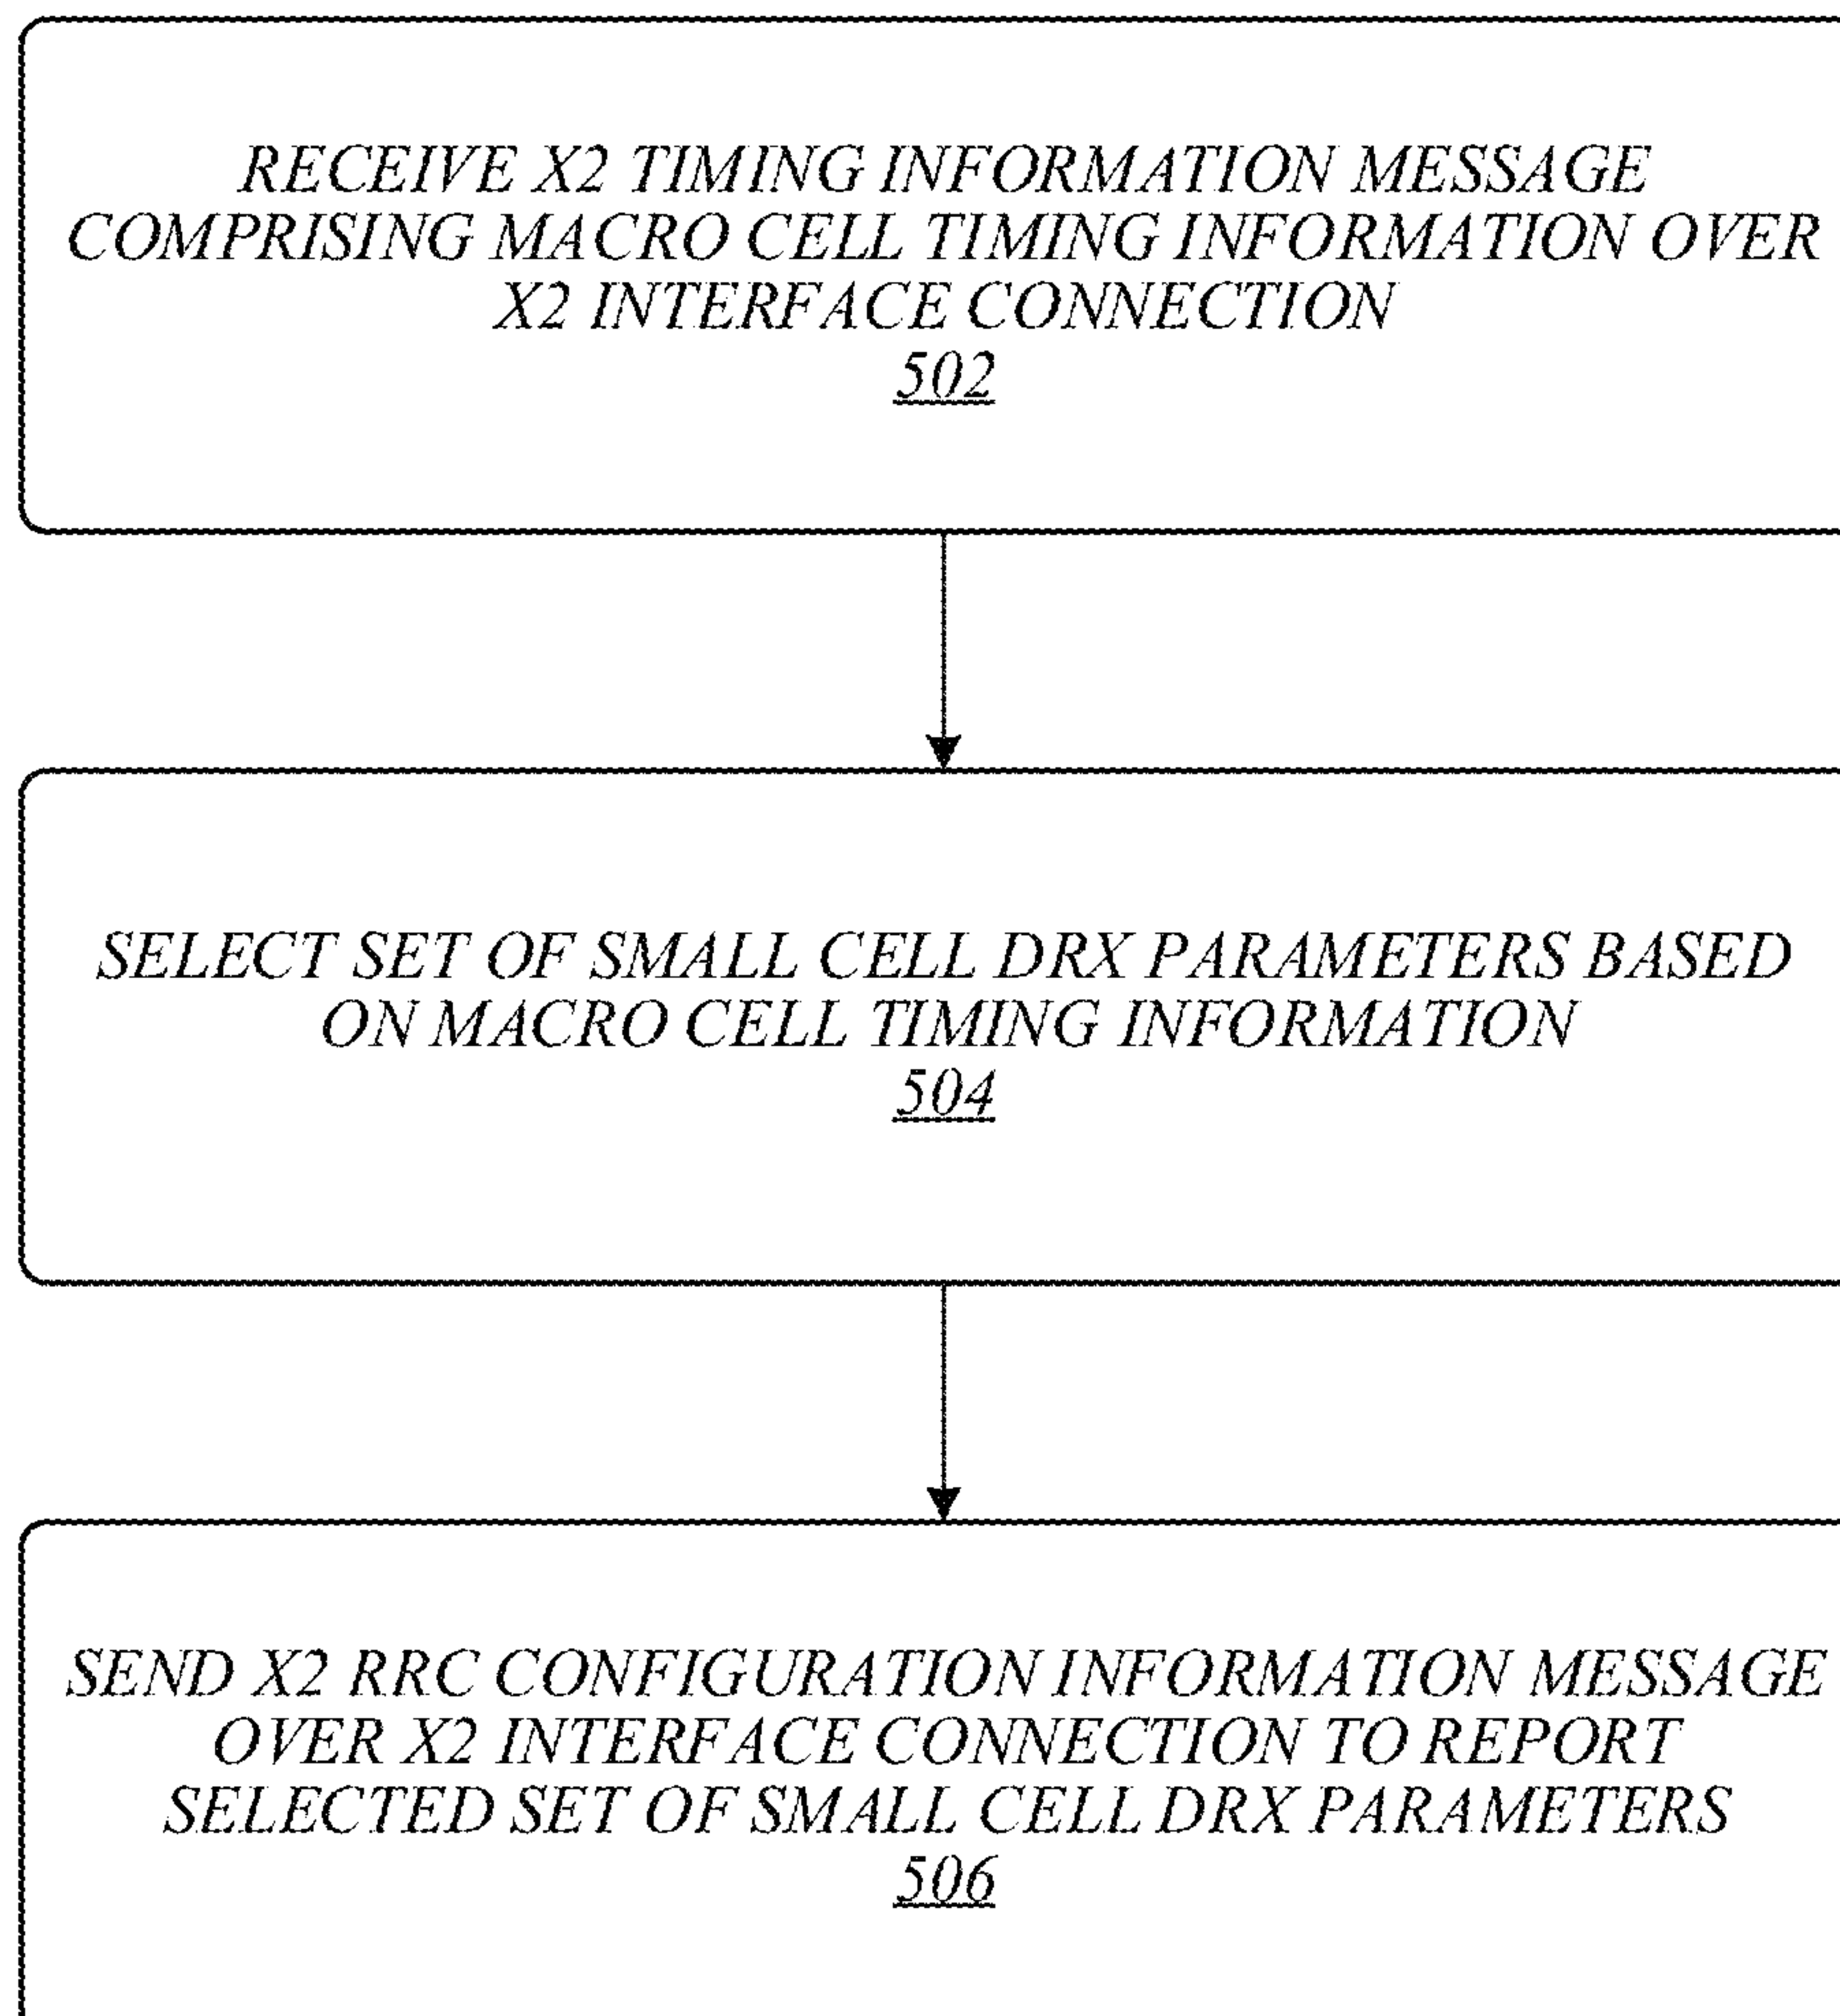 RECEIVE X2 TIMING INFORMATION MESSAGE
COMPRISING MACRO CELL TIMING INFORMATION OVER
X2 INTERFACE CONNECTION
502
SELECT SET OF SMALL CELL DRX PARAMETERS BASED
ON MACRO CELL TIMING INFORMATION
504
SEND X2 RRC CONFIGURATION INFORMATION MESSAGE
OVER X2 INTERFACE CONNECTION TO REPORT
SELECTED SET OF SMALL CELL DRX PARAMETERS
506